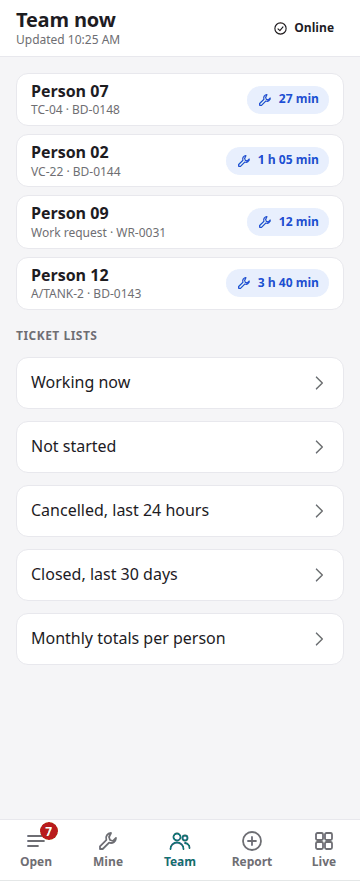 Team now
Updated 10:25 AM
Online
Person 07
TC-04 · BD-0148
27 min
Person 02
VC-22 · BD-0144
1 h 05 min
Person 09
Work request · WR-0031
12 min
Person 12
A/TANK-2 · BD-0143
3 h 40 min
TICKET LISTS
Working now
Not started
Cancelled, last 24 hours
Closed, last 30 days
Monthly totals per person
7
Open
Mine
Team
Report
Live